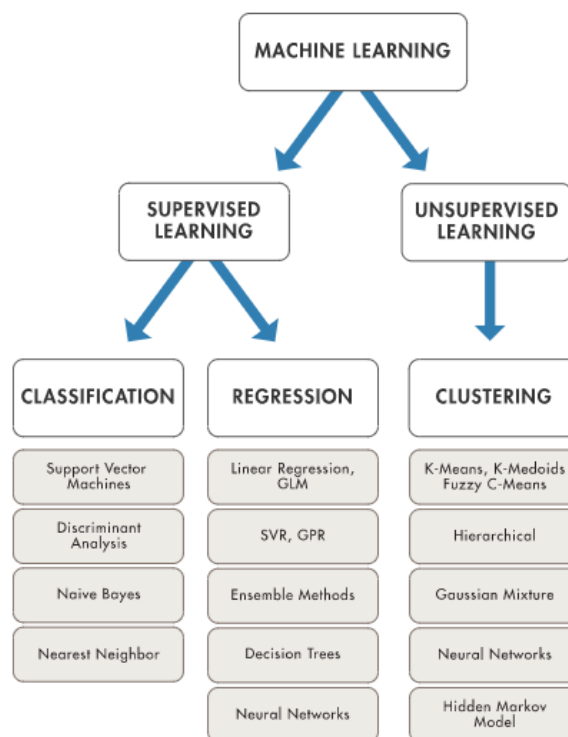 MACHINE LEARNING
SUPERVISED
LEARNING
UNSUPERVISED
LEARNING
CLASSIFICATION
Support Vector
Machines
Discriminant
Analysis
Naive Bayes
Nearest Neighbor
REGRESSION
Linear Regression,
GLM
SVR, GPR
Ensemble Methods
Decision Trees
Neural Networks
CLUSTERING
K-Means, K-Medoids
Fuzzy C-Means
Hierarchical
Gaussian Mixture
Neural Networks
Hidden Markov
Model